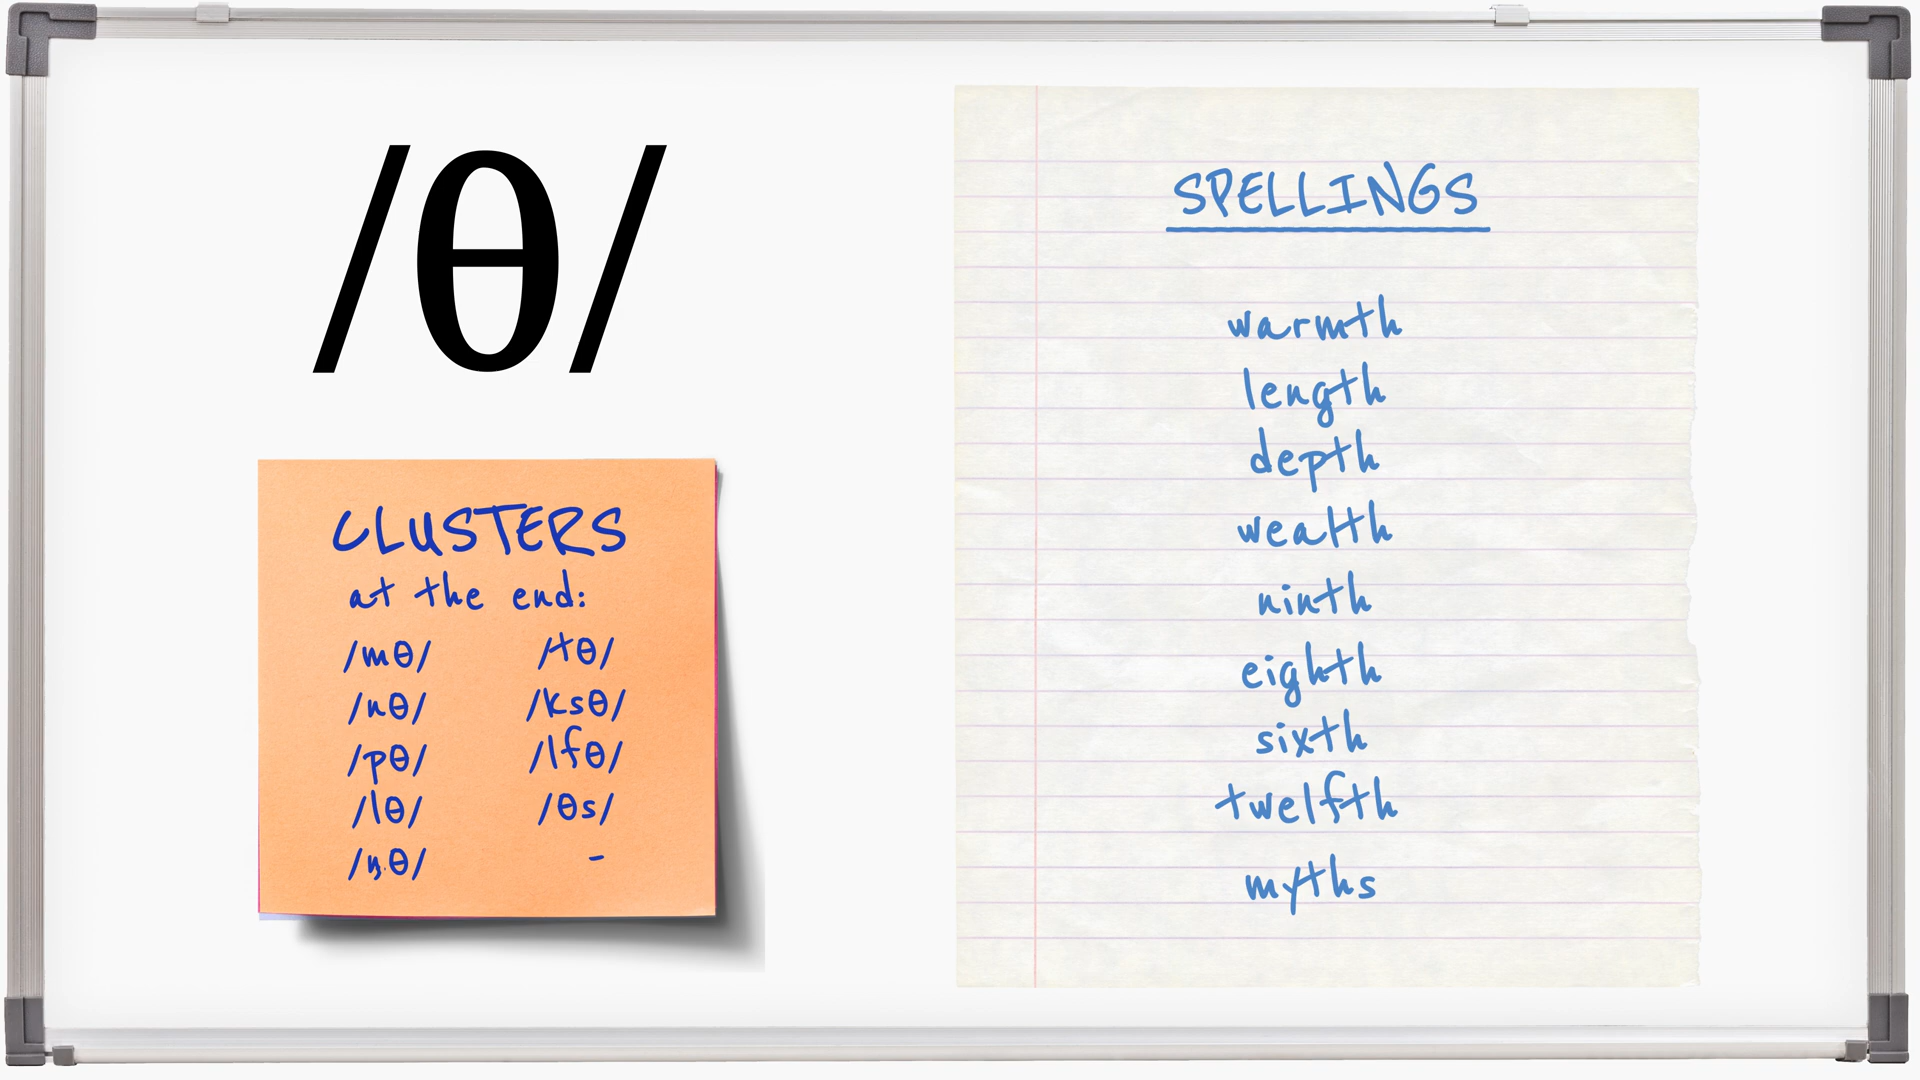 /θ/
CLUSTERS
at the end:
/mθ/ /tθ/
/nθ/ /ksθ/
/pθ/ /lfθ/
/lθ/ /θs/
/ŋθ/ -
SPELLINGS
warmth
length
depth
wealth
ninth
eighth
sixth
twelfth
myths